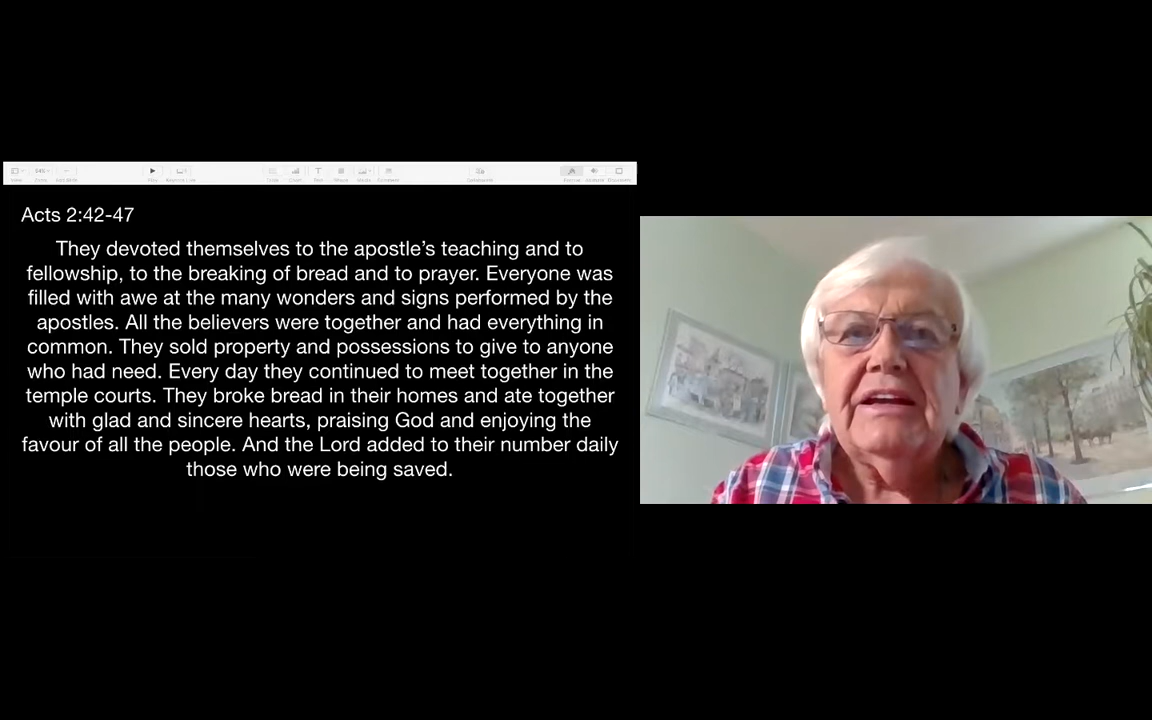 Acts 2:42-47
They devoted themselves to the apostle's teaching and to
fellowship, to the breaking of bread and to prayer. Everyone was
filled with awe at the many wonders and signs performed by the
apostles. All the believers were together and had everything in
common. They sold property and possessions to give to anyone
who had need. Every day they continued to meet together in the
temple courts. They broke bread in their homes and ate together
with glad and sincere hearts, praising God and enjoying the
favour of all the people. And the Lord added to their number daily
those who were being saved.